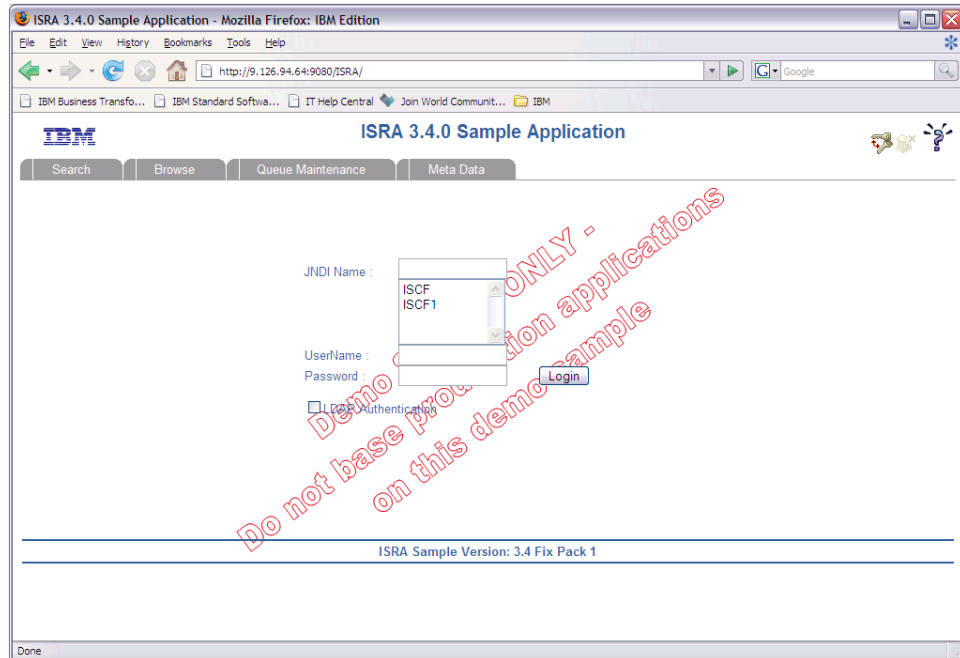 ISRA 3.4.0 Sample Application - Mozilla Firefox: IBM Edition
File Edit View History Bookmarks Tools Help
http://9.126.94.64:9080/ISRA/
G Google
IBM Business Transfo... IBM Standard Softwa... IT Help Central Join World Communit... IBM
IBM
ISRA 3.4.0 Sample Application
Search Browse Queue Maintenance Meta Data
JNDI Name :
ISCF
ISCF1
UserName :
Password :
Login
LDAP Authentication
Demo ONLY -
Do not base production applications
on this demo sample
ISRA Sample Version: 3.4 Fix Pack 1
Done